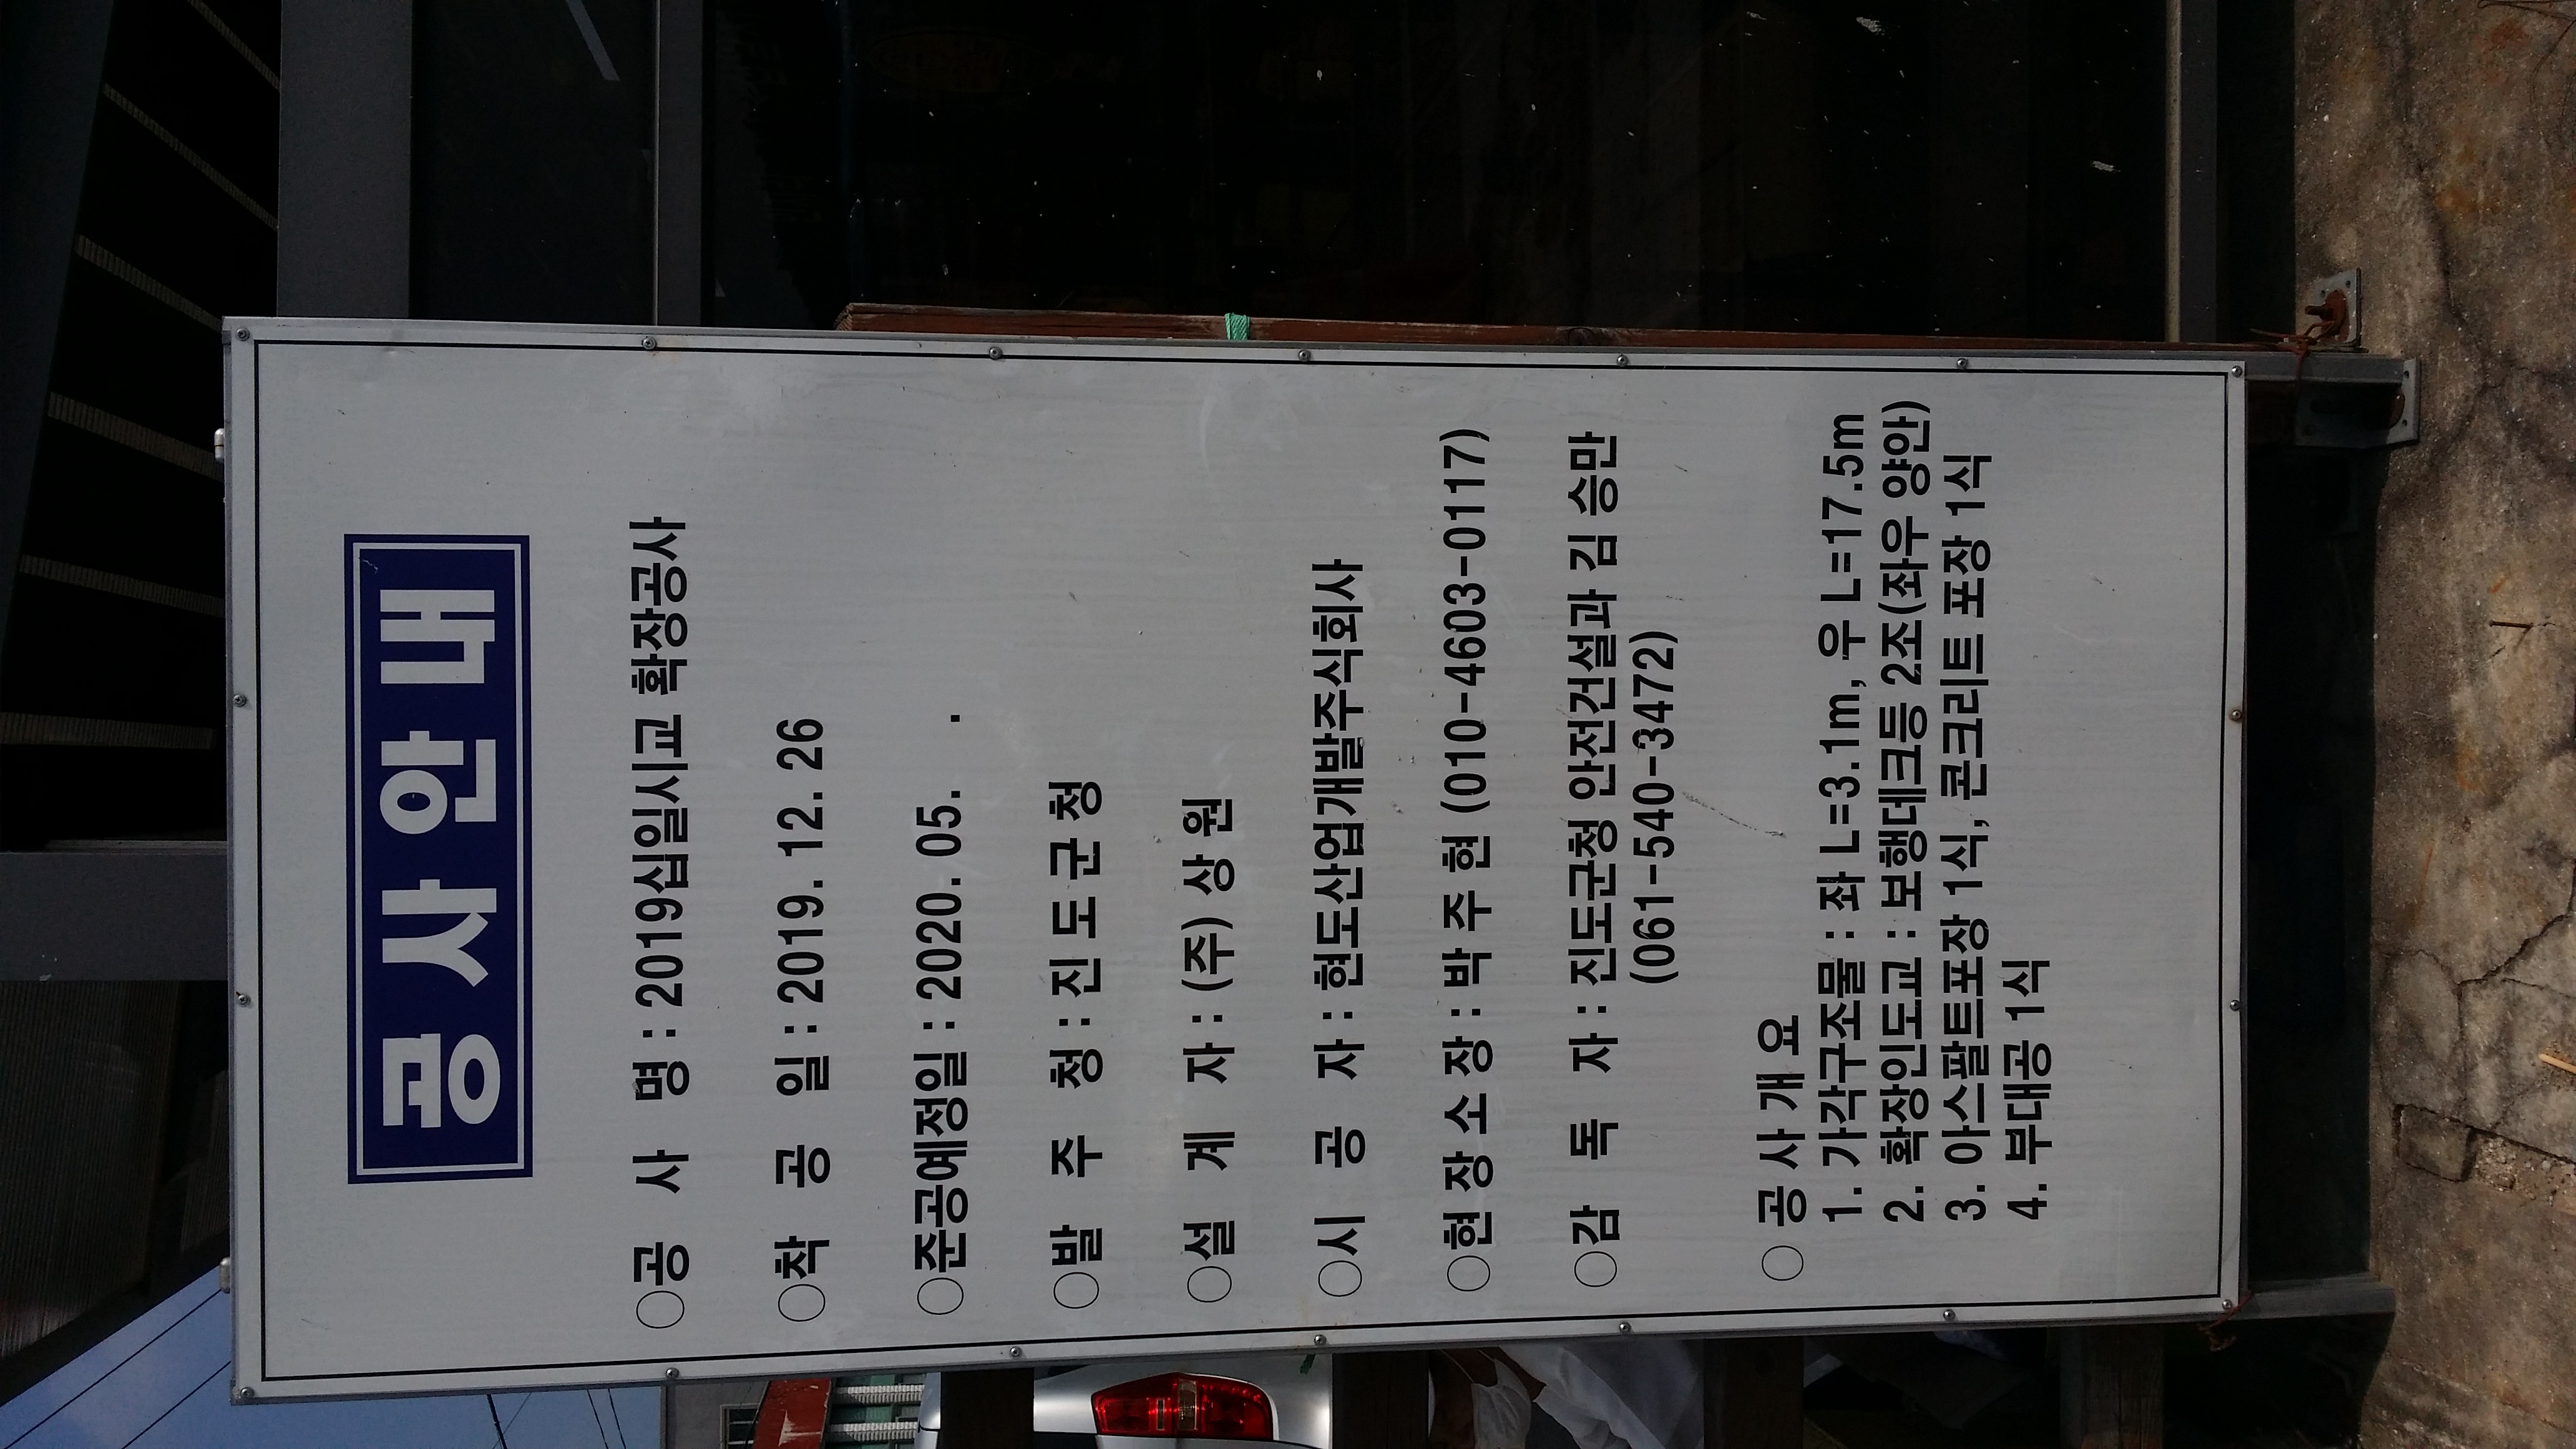 공사안내
○공 사 명 : 2019십일시교 확장공사
○착 공 일 : 2019. 12. 26
○준공예정일 : 2020. 05. .
○발 주 청 : 진 도 군 청
○설 계 자 : (주) 상 원
○시 공 자 : 현도산업개발주식회사
○현 장 소 장 : 박 주 현 (010-4603-0117)
○감 독 자 : 진도군청 안전건설과 김 승만
(061-540-3472)
○ 공 사 개 요
1. 가각구조물 : 좌 L=3.1m, 우 L=17.5m
2. 확장인도교 : 보행데크등 2조(좌우 양안)
3. 아스팔트포장 1식, 콘크리트 포장 1식
4. 부대공 1식